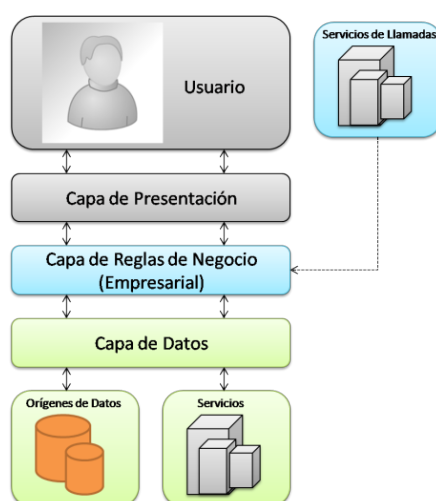 Servicios de Llamadas
Usuario
Capa de Presentación
Capa de Reglas de Negocio
(Empresarial)
Capa de Datos
Orígenes de Datos
Servicios